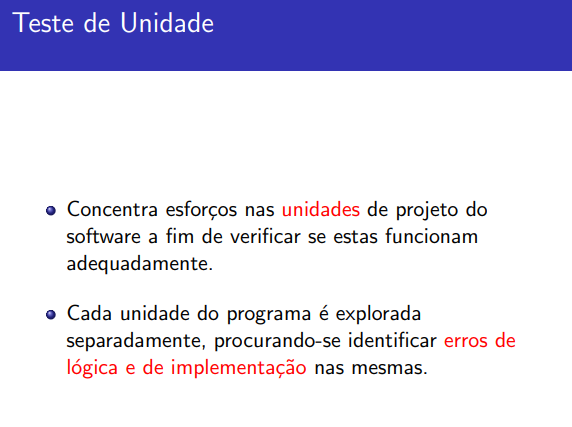 Teste de Unidade
Concentra esforços nas unidades de projeto do
software a fim de verificar se estas funcionam
adequadamente.
Cada unidade do programa é explorada
separadamente, procurando-se identificar erros de
lógica e de implementação nas mesmas.